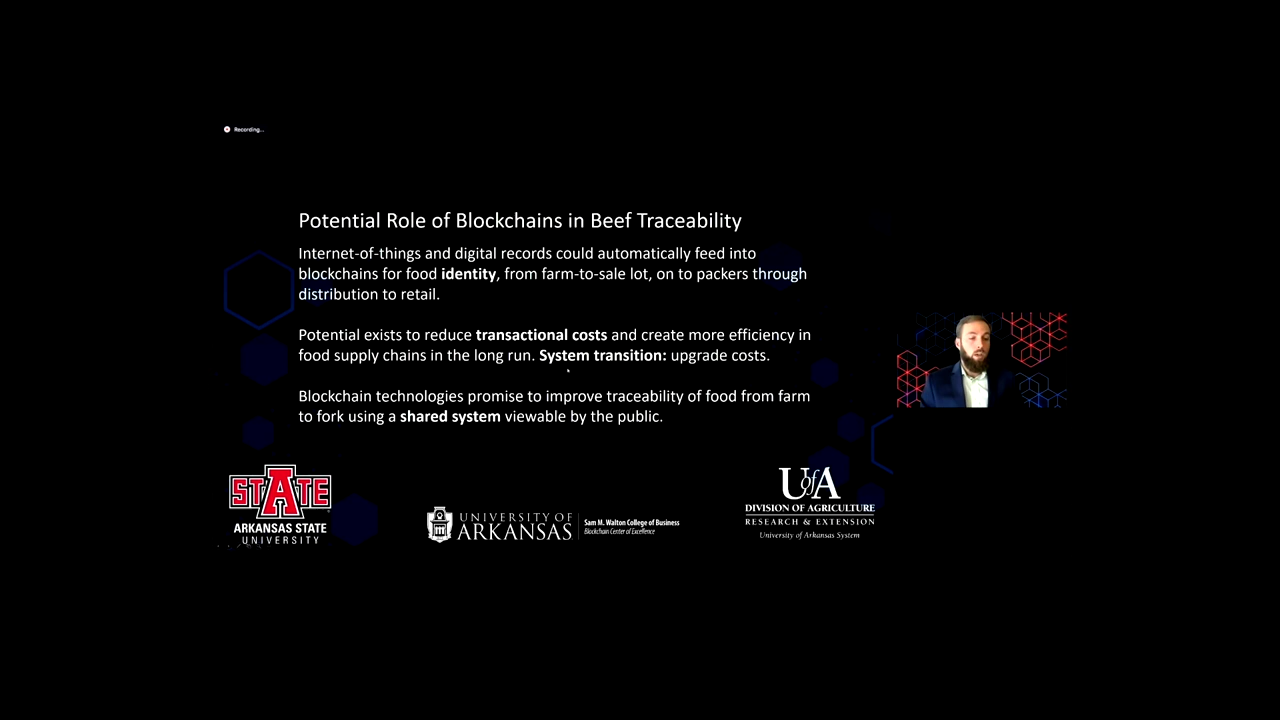 Recording...
Potential Role of Blockchains in Beef Traceability
Internet-of-things and digital records could automatically feed into
blockchains for food identity, from farm-to-sale lot, on to packers through
distribution to retail.
Potential exists to reduce transactional costs and create more efficiency in
food supply chains in the long run. System transition: upgrade costs.
Blockchain technologies promise to improve traceability of food from farm
to fork using a shared system viewable by the public.
STATE
ARKANSAS STATE
UNIVERSITY
UNIVERSITY OF
ARKANSAS
Sam M. Walton College of Business
Blockchain Center of Excellence
UofA
DIVISION OF AGRICULTURE
RESEARCH & EXTENSION
University of Arkansas System